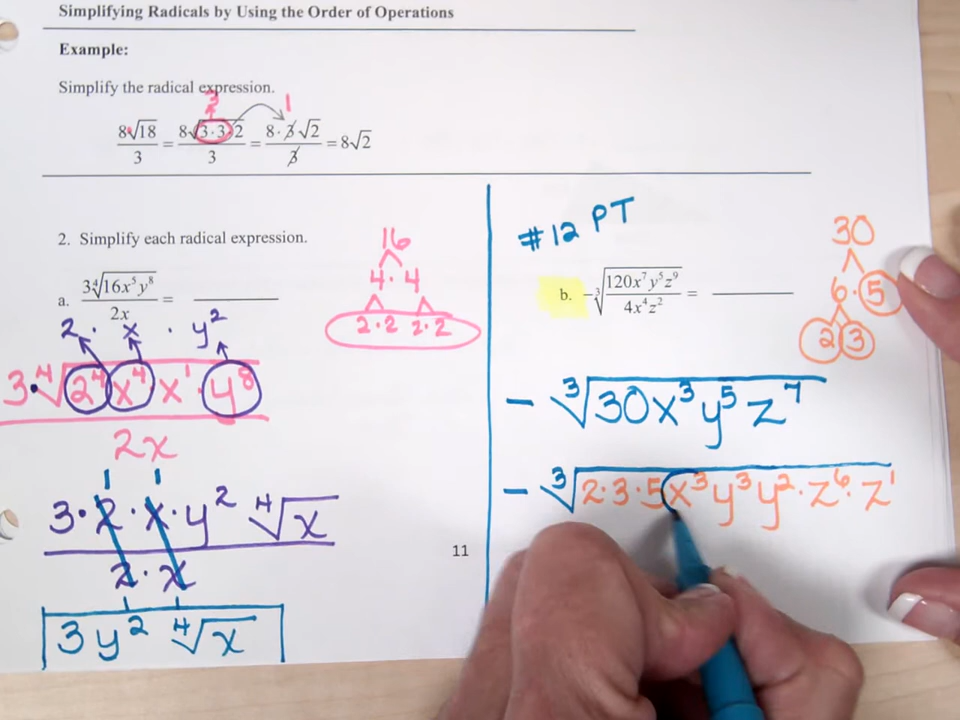 Simplifying Radicals by Using the Order of Operations
Example:
Simplify the radical expression.
3 1
8√18/3 = 8√3·3·2/3 = 8·3√2/3 = 8√2
2. Simplify each radical expression.
a. 3∜16x⁵y⁸/2x = ________
16
4·4
2·2 2·2
2 · x · y²
3·∜2⁴x⁴x¹·y⁸
2x
1 1
3·2·x·y² ∜x
2·x
1 1
3y² ∜x
#12 PT
b. -∛120x⁷y⁵z⁹/4x⁴z² = ________
30
6·5
2 3
-∛30x³y⁵z⁷
-∛2·3·5x³y³y²·z⁶·z¹
11